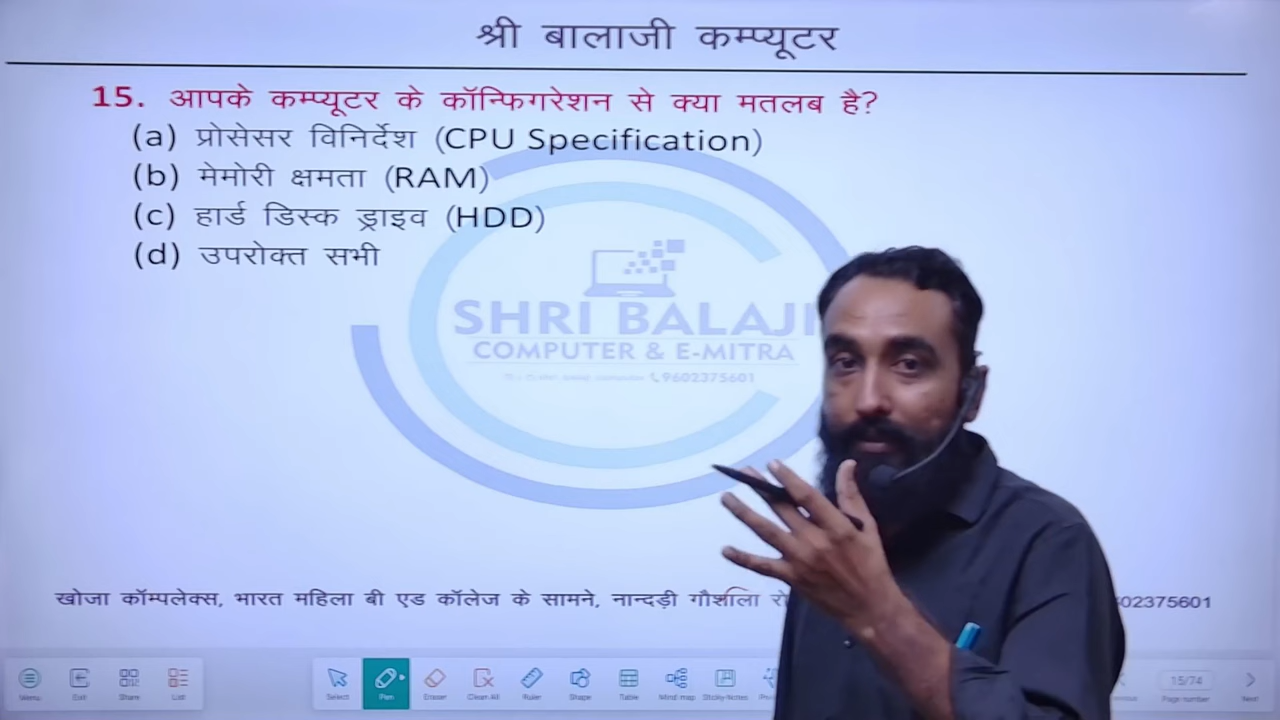 श्री बालाजी कम्प्यूटर
15. आपके कम्प्यूटर के कॉन्फिगरेशन से क्या मतलब है?
(a) प्रोसेसर विनिर्देश (CPU Specification)
(b) मेमोरी क्षमता (RAM)
(c) हार्ड डिस्क ड्राइव (HDD)
(d) उपरोक्त सभी
SHRI BALAJI
COMPUTER & E-MITRA
9602375601
खोजा कॉम्पलेक्स, भारत महिला बी एड कॉलेज के सामने, नान्दड़ी गौशाला 02375601
Menu Exit Share List Select Pen Eraser Clean All Ruler Shape Table Mind map Sticky-Notes 15/74 Page number Next